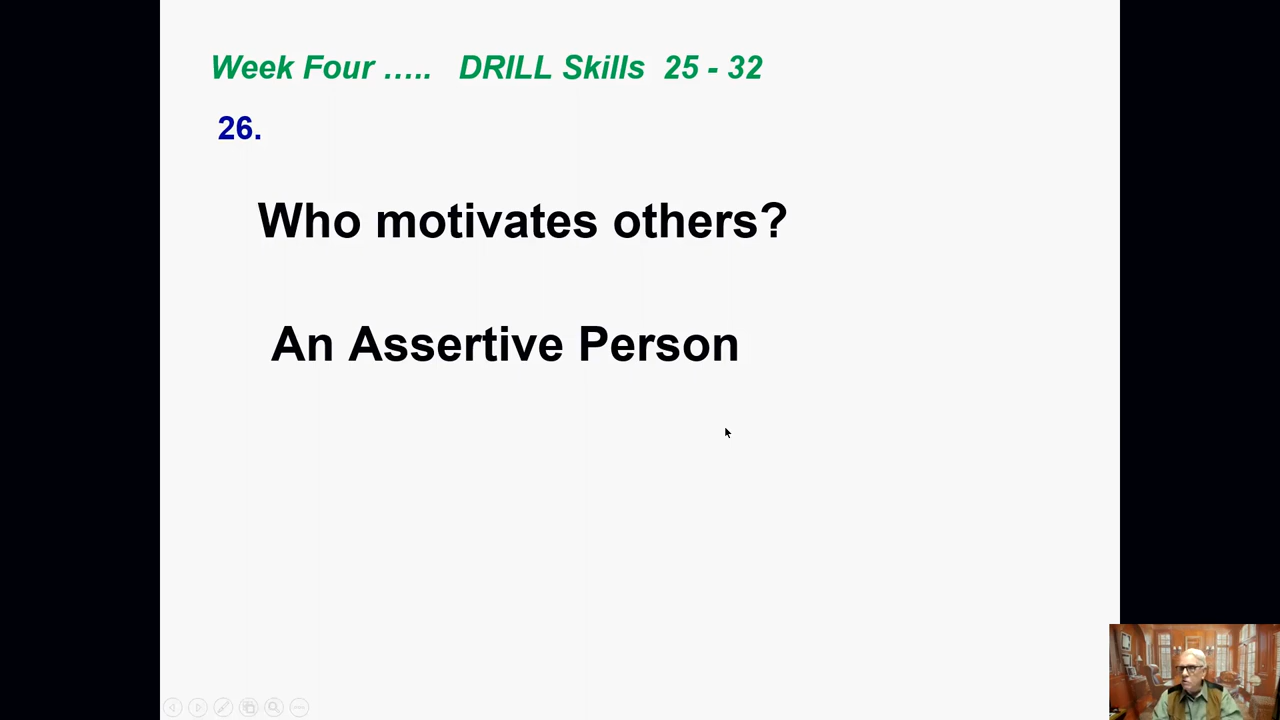 Week Four ….. DRILL Skills 25 - 32
26.
Who motivates others?
An Assertive Person